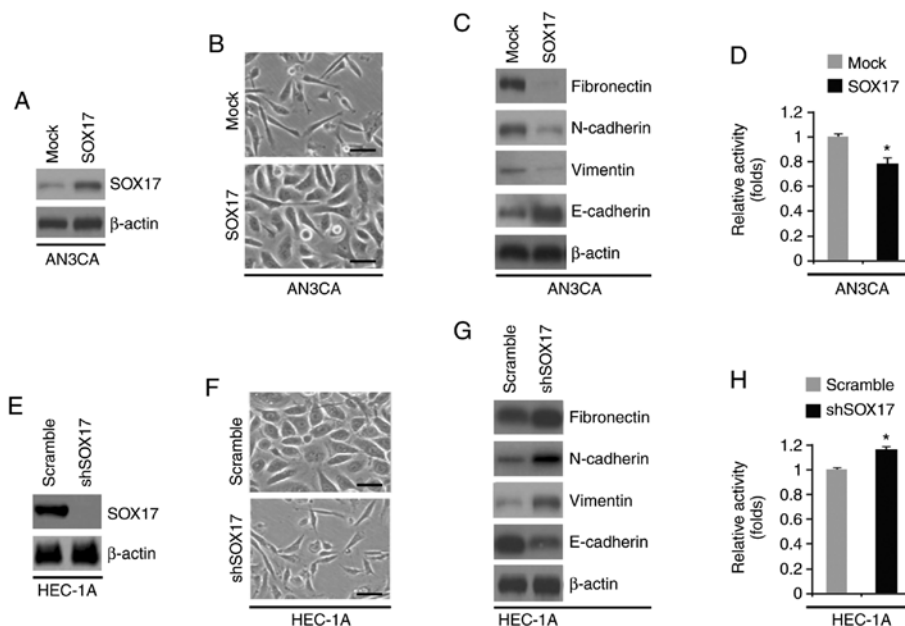 A
Mock
SOX17
SOX17
β-actin
AN3CA
B
Mock
SOX17
AN3CA
C
Mock
SOX17
Fibronectin
N-cadherin
Vimentin
E-cadherin
β-actin
AN3CA
D
Mock
SOX17
Relative activity
(folds)
1.2
1
0.8
0.6
0.4
0.2
0
*
AN3CA
E
Scramble
shSOX17
SOX17
β-actin
HEC-1A
F
Scramble
shSOX17
HEC-1A
G
Scramble
shSOX17
Fibronectin
N-cadherin
Vimentin
E-cadherin
β-actin
HEC-1A
H
Scramble
shSOX17
Relative activity
(folds)
1.2
1
0.8
0.6
0.4
0.2
0
*
HEC-1A